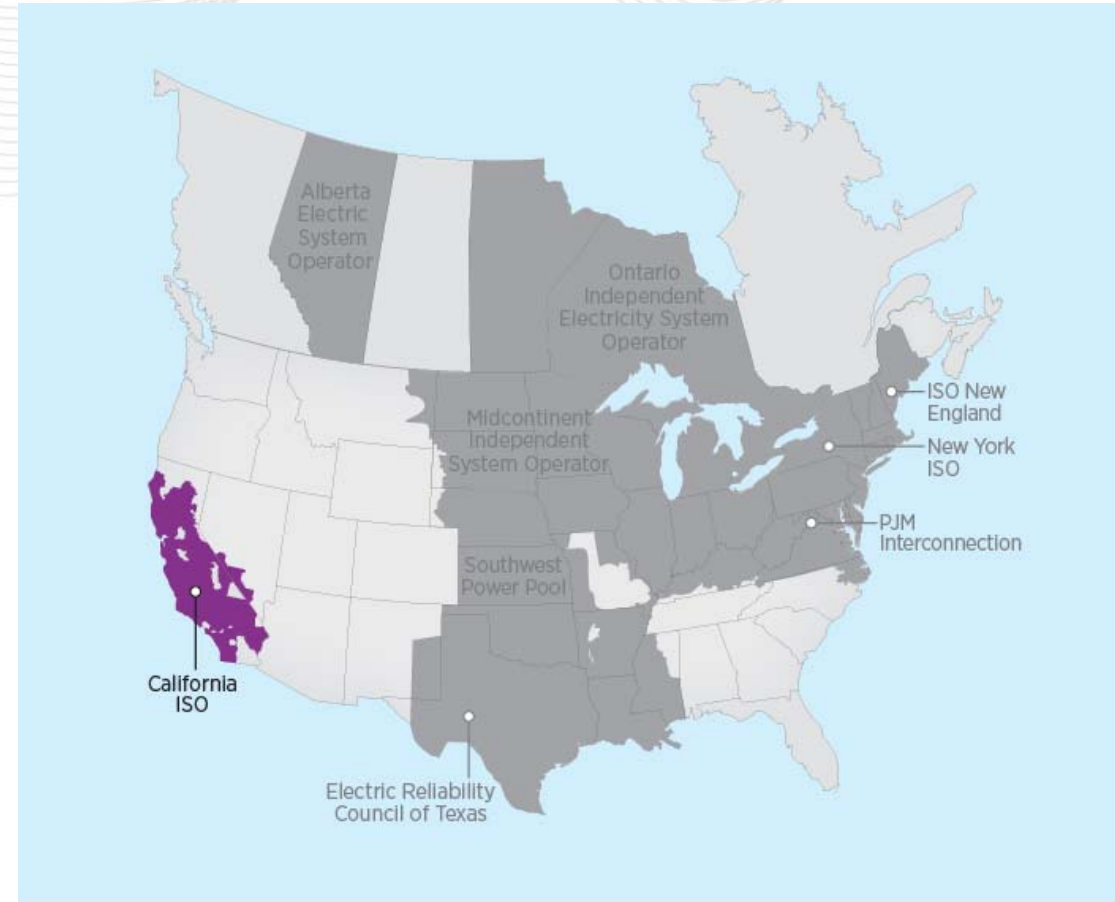 Alberta
Electric
System
Operator
Ontario
Independent
Electricity System
Operator
ISO New
England
Midcontinent
Independent
System Operator
New York
ISO
PJM
Interconnection
Southwest
Power Pool
California
ISO
Electric Reliability
Council of Texas